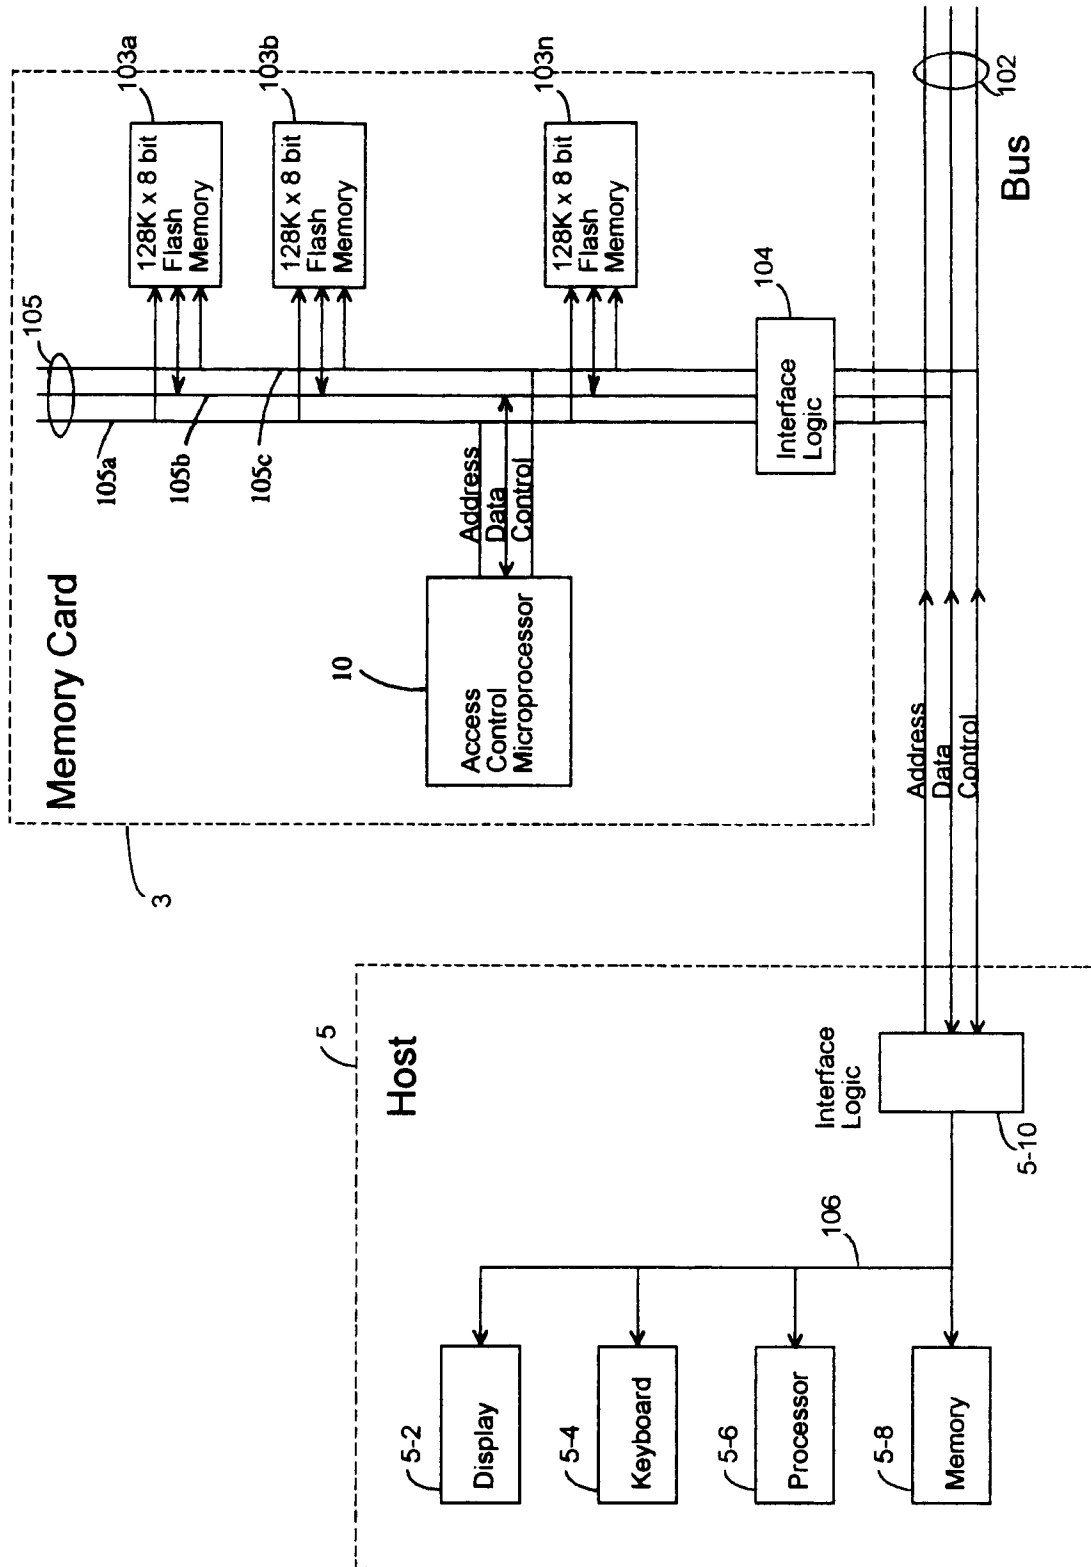 Memory Card
3
105
105a
105b
105c
103a
128K x 8 bit
Flash
Memory
103b
128K x 8 bit
Flash
Memory
103n
128K x 8 bit
Flash
Memory
10
Access
Control
Microprocessor
Address
Data
Control
104
Interface
Logic
Host
5
5-2
Display
5-4
Keyboard
5-6
Processor
5-8
Memory
106
Interface
Logic
5-10
Address
Data
Control
Bus
102